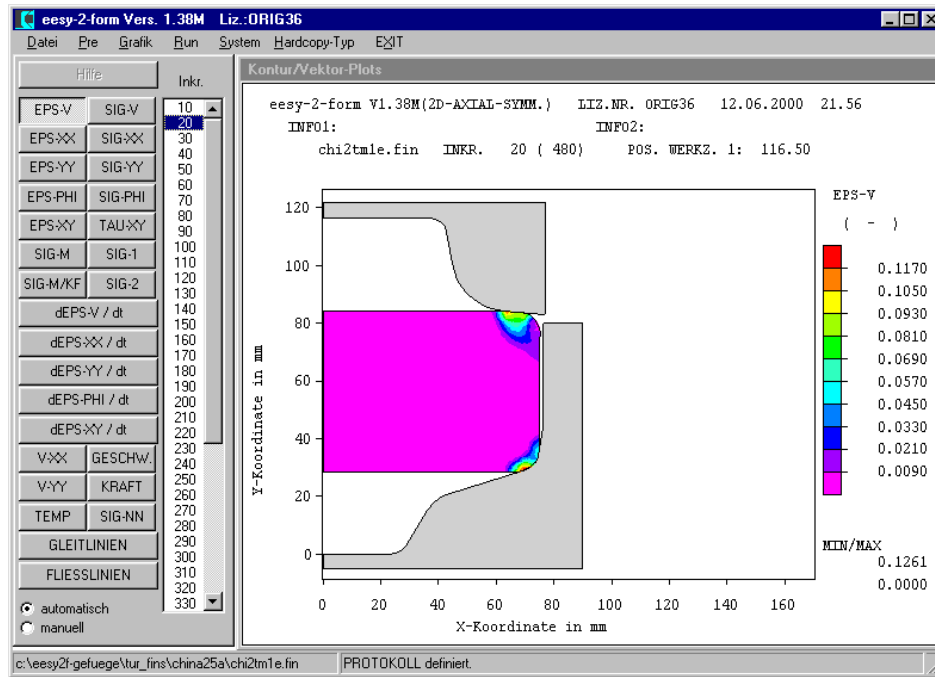 eesy-2-form Vers. 1.38M Liz.:ORIG36
Datei Pre Grafik Run System Hardcopy-Typ EXIT
Hilfe Inkr.
EPS-V SIG-V
EPS-XX SIG-XX
EPS-YY SIG-YY
EPS-PHI SIG-PHI
EPS-XY TAU-XY
SIG-M SIG-1
SIG-M/KF SIG-2
dEPS-V / dt
dEPS-XX / dt
dEPS-YY / dt
dEPS-PHI / dt
dEPS-XY / dt
V-XX GESCHW.
V-YY KRAFT
TEMP SIG-NN
GLEITLINIEN
FLIESSLINIEN
automatisch
manuell
10
20
30
40
50
60
70
80
90
100
110
120
130
140
150
160
170
180
190
200
210
220
230
240
250
260
270
280
290
300
310
320
330
Kontur/Vektor-Plots
eesy-2-form V1.38M(2D-AXIAL-SYMM.) LIZ.NR. ORIG36 12.06.2000 21.56
INFO1: INFO2:
chi2tm1e.fin INKR. 20 ( 480) POS. WERKZ. 1: 116.50
EPS-V
( - )
0.1170
0.1050
0.0930
0.0810
0.0690
0.0570
0.0450
0.0330
0.0210
0.0090
MIN/MAX
0.1261
0.0000
Y-Koordinate in mm
120
100
80
60
40
20
0
0 20 40 60 80 100 120 140 160
X-Koordinate in mm
c:\eesy2f-gefuege\tur_fins\china25a\chi2tm1e.fin PROTOKOLL definiert.